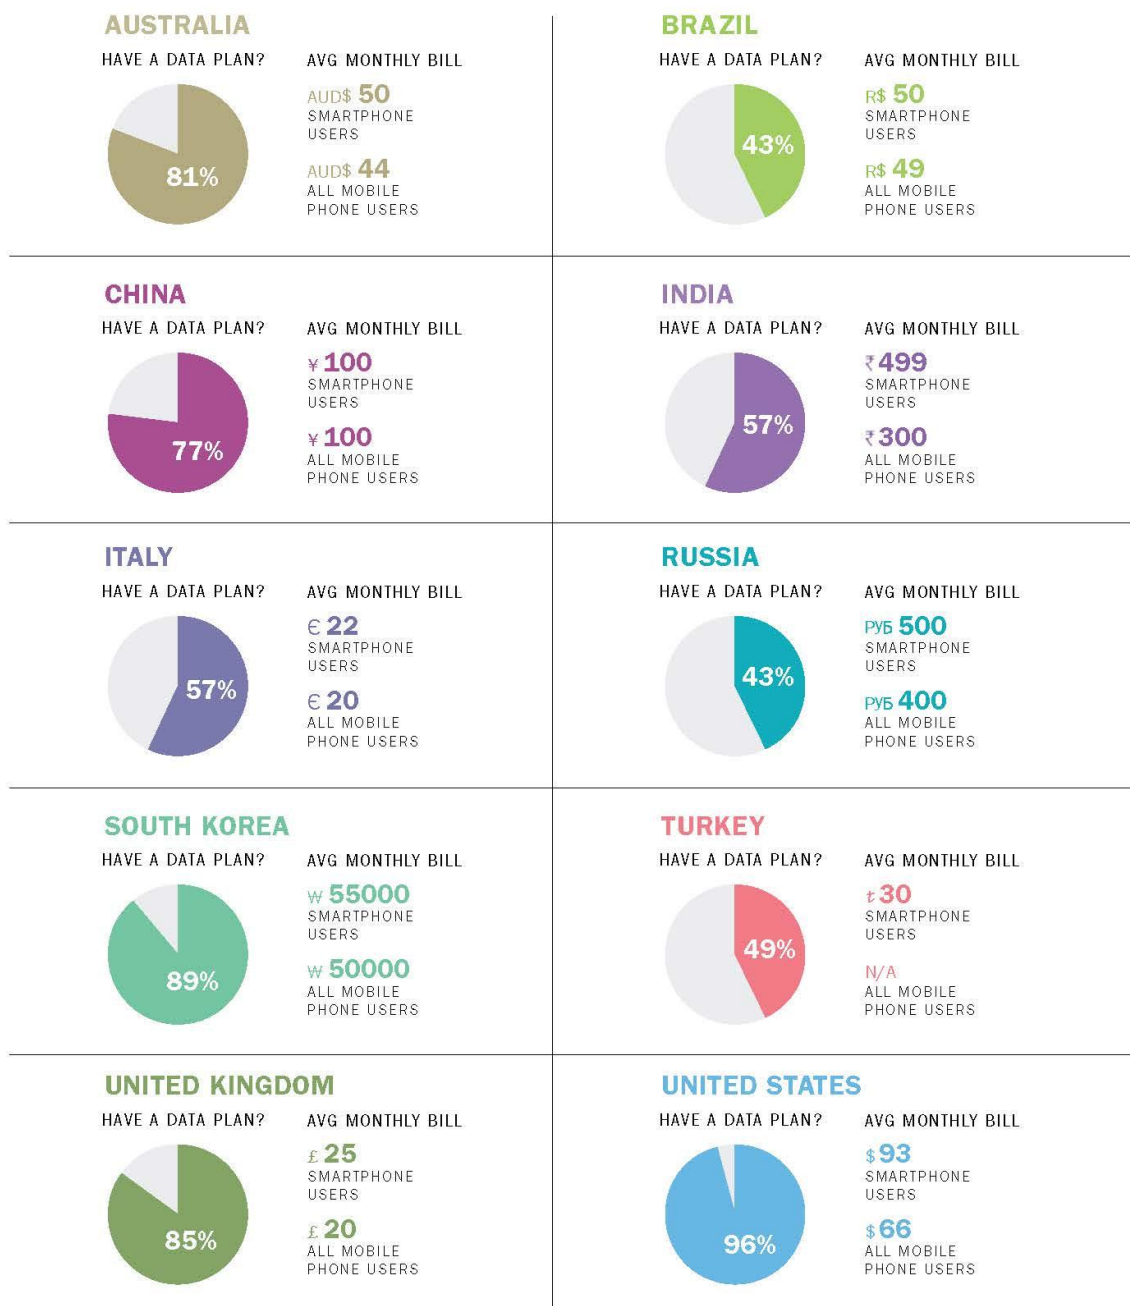 AUSTRALIA
HAVE A DATA PLAN?
81%
AVG MONTHLY BILL
AUD$ 50
SMARTPHONE
USERS
AUD$ 44
ALL MOBILE
PHONE USERS
BRAZIL
HAVE A DATA PLAN?
43%
AVG MONTHLY BILL
R$ 50
SMARTPHONE
USERS
R$ 49
ALL MOBILE
PHONE USERS
CHINA
HAVE A DATA PLAN?
77%
AVG MONTHLY BILL
¥ 100
SMARTPHONE
USERS
¥ 100
ALL MOBILE
PHONE USERS
INDIA
HAVE A DATA PLAN?
57%
AVG MONTHLY BILL
₹ 499
SMARTPHONE
USERS
₹ 300
ALL MOBILE
PHONE USERS
ITALY
HAVE A DATA PLAN?
57%
AVG MONTHLY BILL
€ 22
SMARTPHONE
USERS
€ 20
ALL MOBILE
PHONE USERS
RUSSIA
HAVE A DATA PLAN?
43%
AVG MONTHLY BILL
РУБ 500
SMARTPHONE
USERS
РУБ 400
ALL MOBILE
PHONE USERS
SOUTH KOREA
HAVE A DATA PLAN?
89%
AVG MONTHLY BILL
₩ 55000
SMARTPHONE
USERS
₩ 50000
ALL MOBILE
PHONE USERS
TURKEY
HAVE A DATA PLAN?
49%
AVG MONTHLY BILL
t 30
SMARTPHONE
USERS
N/A
ALL MOBILE
PHONE USERS
UNITED KINGDOM
HAVE A DATA PLAN?
85%
AVG MONTHLY BILL
£ 25
SMARTPHONE
USERS
£ 20
ALL MOBILE
PHONE USERS
UNITED STATES
HAVE A DATA PLAN?
96%
AVG MONTHLY BILL
$ 93
SMARTPHONE
USERS
$ 66
ALL MOBILE
PHONE USERS